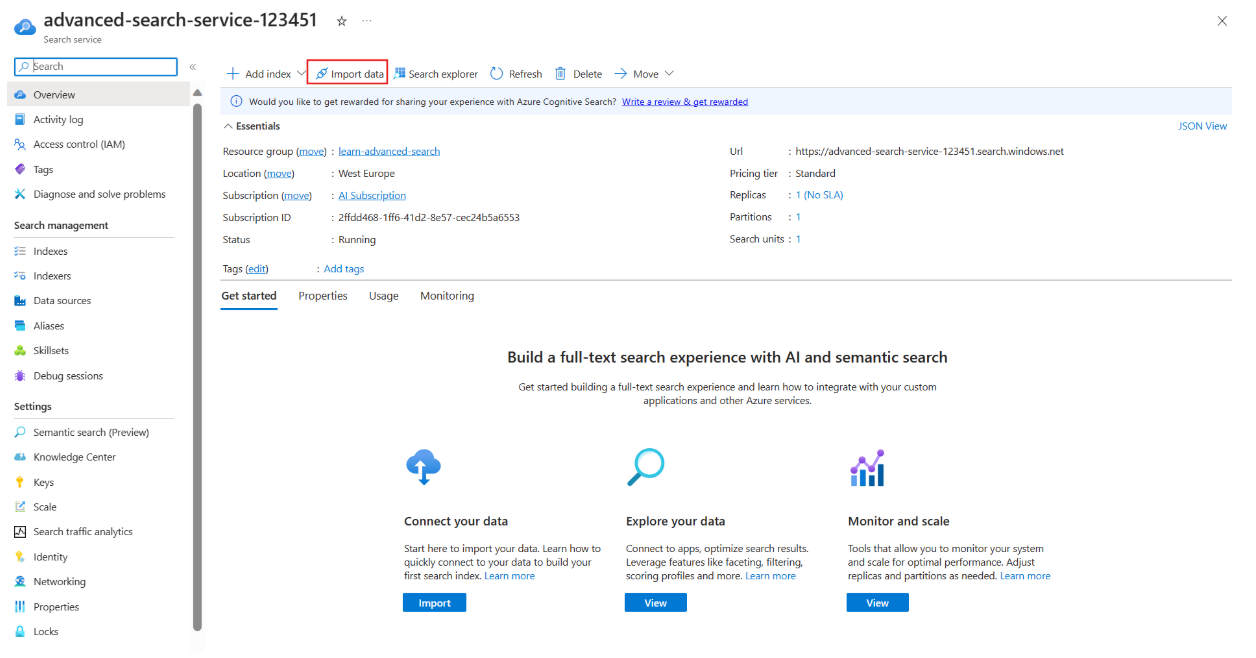 advanced-search-service-123451
Search service
Search
Overview
Activity log
Access control (IAM)
Tags
Diagnose and solve problems
Search management
Indexes
Indexers
Data sources
Aliases
Skillsets
Debug sessions
Settings
Semantic search (Preview)
Knowledge Center
Keys
Scale
Search traffic analytics
Identity
Networking
Properties
Locks
Add index Import data Search explorer Refresh Delete Move
Would you like to get rewarded for sharing your experience with Azure Cognitive Search? Write a review & get rewarded
Essentials JSON View
Resource group (move) : learn-advanced-search
Location (move) : West Europe
Subscription (move) : AI Subscription
Subscription ID : 2ffdd468-1ff6-41d2-8e57-cec24b5a6553
Status : Running
Url : https://advanced-search-service-123451.search.windows.net
Pricing tier : Standard
Replicas : 1 (No SLA)
Partitions : 1
Search units : 1
Tags (edit) : Add tags
Get started Properties Usage Monitoring
Build a full-text search experience with AI and semantic search
Get started building a full-text search experience and learn how to integrate with your custom
applications and other Azure services.
Connect your data
Start here to import your data. Learn how to
quickly connect to your data to build your
first search index. Learn more
Import
Explore your data
Connect to apps, optimize search results.
Leverage features like faceting, filtering,
scoring profiles and more. Learn more
View
Monitor and scale
Tools that allow you to monitor your system
and scale for optimal performance. Adjust
replicas and partitions as needed. Learn more
View